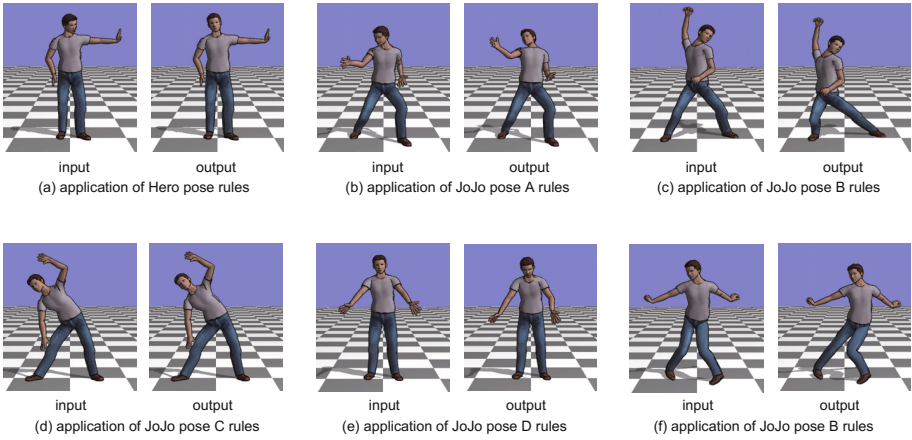 input output
(a) application of Hero pose rules
input output
(b) application of JoJo pose A rules
input output
(c) application of JoJo pose B rules
input output
(d) application of JoJo pose C rules
input output
(e) application of JoJo pose D rules
input output
(f) application of JoJo pose B rules